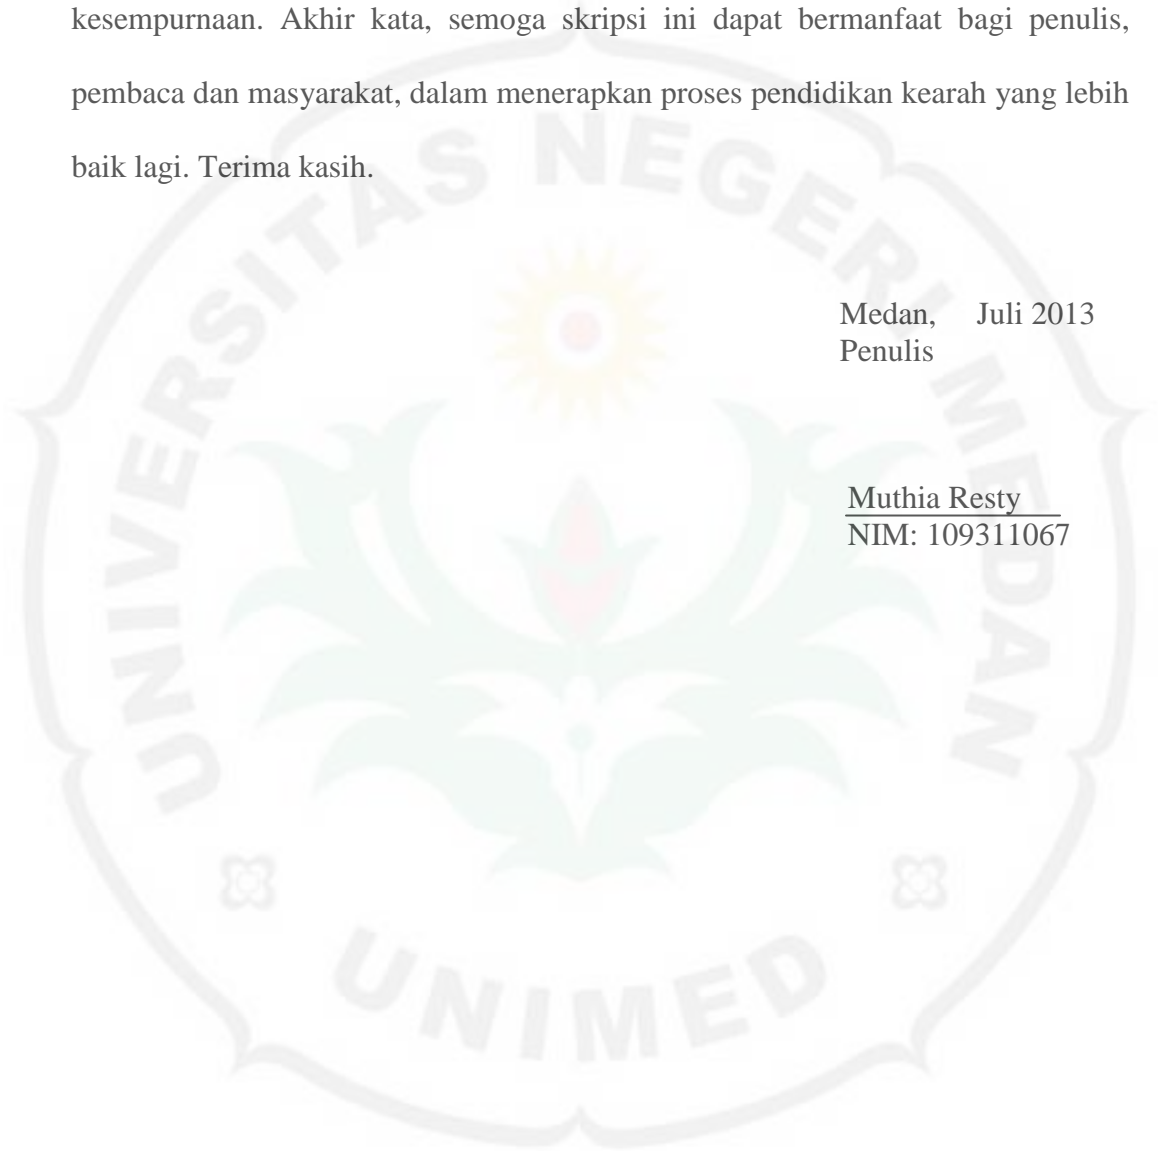 kesempurnaan. Akhir kata, semoga skripsi ini dapat bermanfaat bagi penulis,
pembaca dan masyarakat, dalam menerapkan proses pendidikan kearah yang lebih
baik lagi. Terima kasih.
Medan, Juli 2013
Penulis
Muthia Resty
NIM: 109311067
UNIVERSITAS NEGERI MEDAN
UNIMED